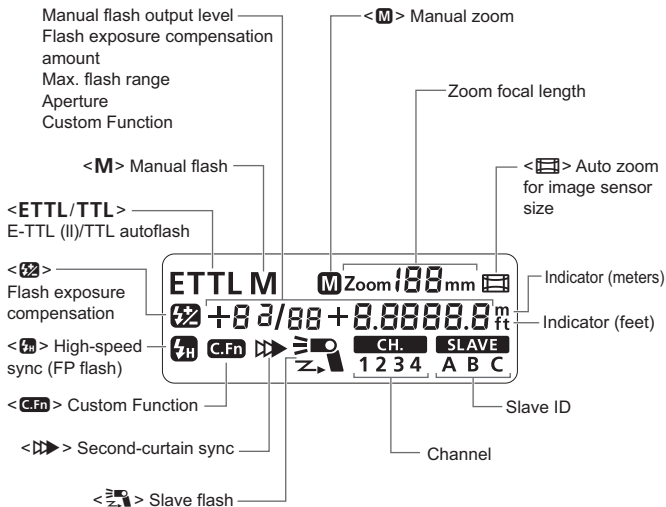 Manual flash output level
Flash exposure compensation
amount
Max. flash range
Aperture
Custom Function
<M> Manual zoom
Zoom focal length
<M> Manual flash
< > Auto zoom
for image sensor
size
<ETTL/TTL>
E-TTL (II)/TTL autoflash
< >
Flash exposure
compensation
<H> High-speed
sync (FP flash)
<C.Fn> Custom Function
< > Second-curtain sync
< > Slave flash
ETTL M M Zoom 188 mm
+8 8/88 +8.8888.8 m
ft
H C.Fn CH. SLAVE
1 2 3 4 A B C
Indicator (meters)
Indicator (feet)
Slave ID
Channel